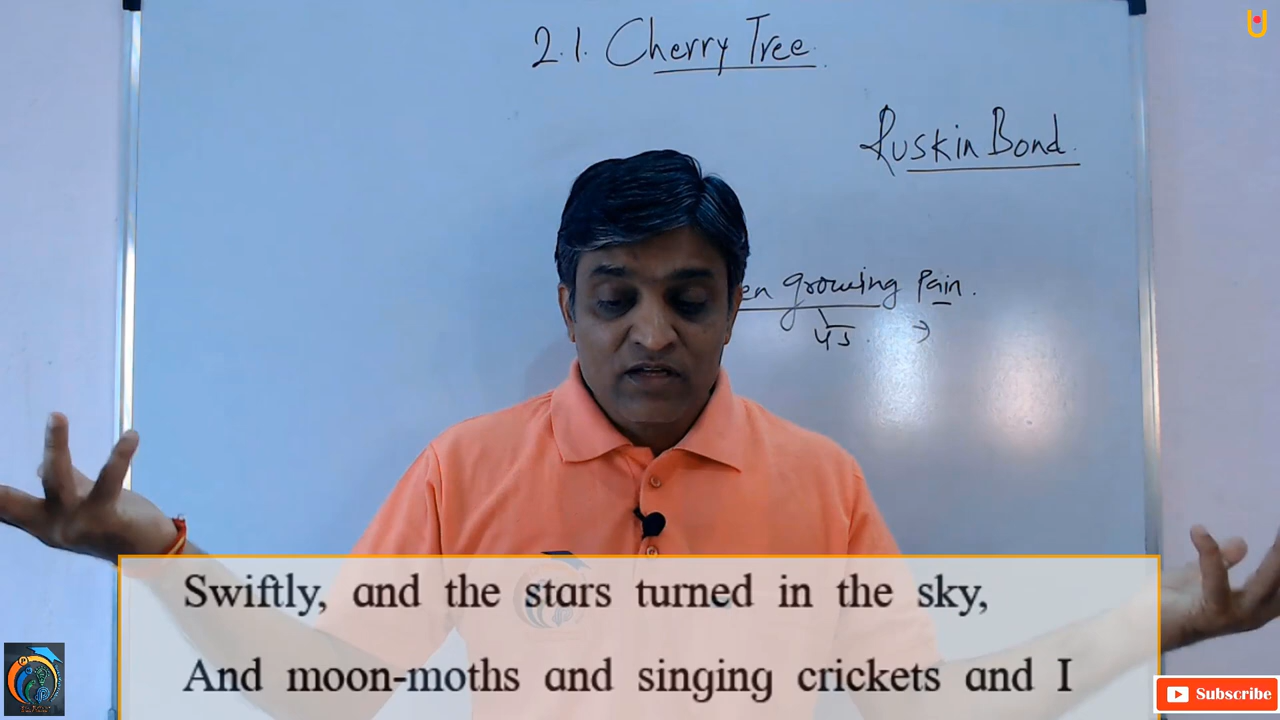 2.1. Cherry Tree.
Ruskin Bond.
growing Pain.
Swiftly, and the stars turned in the sky,
And moon-moths and singing crickets and I
Subscribe